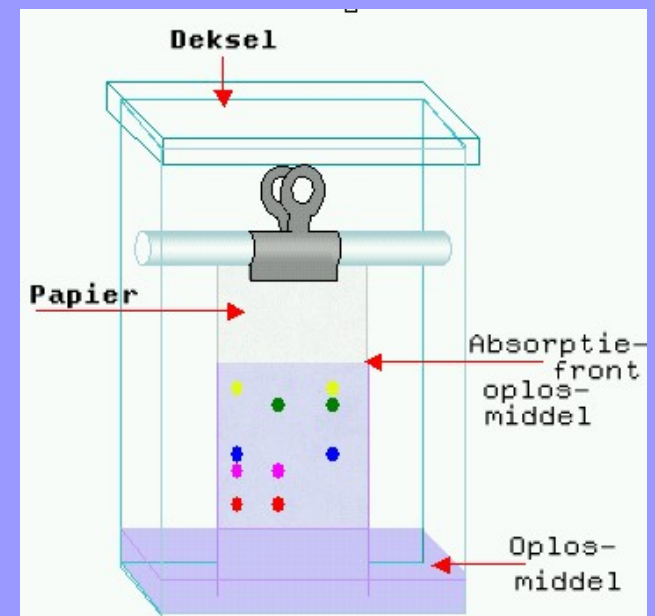 Deksel
Papier
Absorptie-
front
oplos-
middel
Oplos-
middel